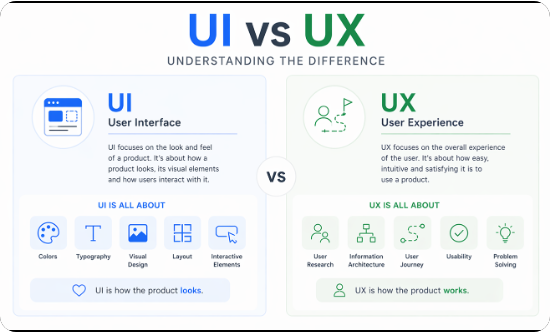 UI vs UX
UNDERSTANDING THE DIFFERENCE
UI
User Interface
UI focuses on the look and feel
of a product. It's about how a
product looks, its visual elements
and how users interact with it.
UI IS ALL ABOUT
Colors
Typography
Visual
Design
Layout
Interactive
Elements
UI is how the product looks.
VS
UX
User Experience
UX focuses on the overall experience
of the user. It's about how easy,
intuitive and satisfying it is to
use a product.
UX IS ALL ABOUT
User
Research
Information
Architecture
User
Journey
Usability
Problem
Solving
UX is how the product works.